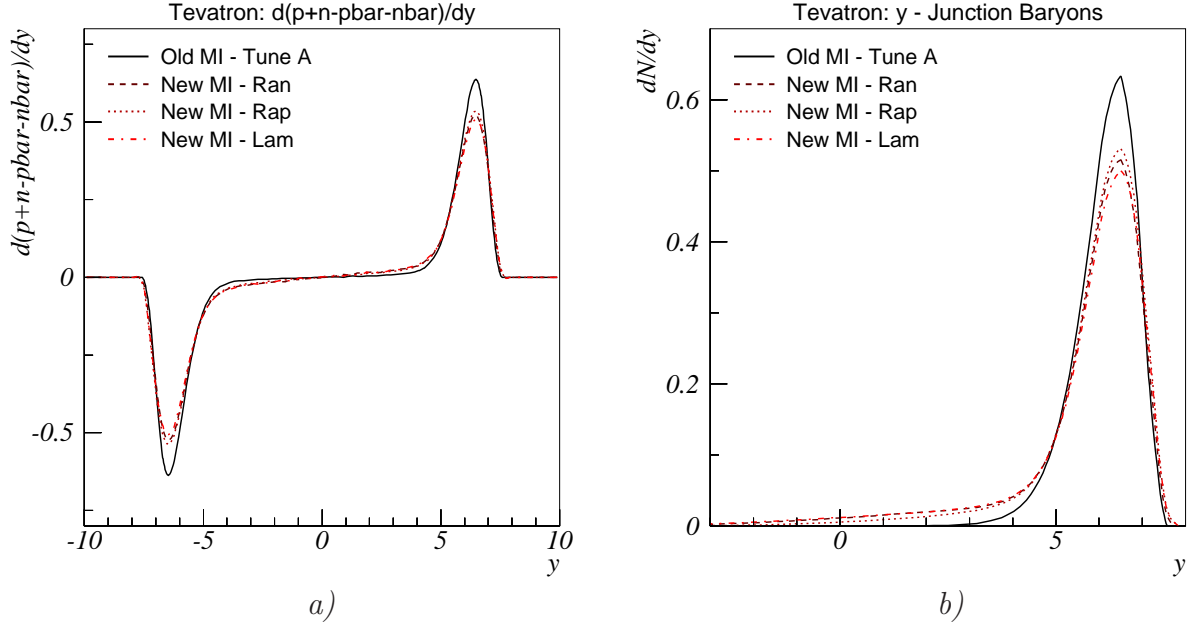 Tevatron: d(p+n-pbar-nbar)/dy
d(p+n-pbar-nbar)/dy
Old MI - Tune A
New MI - Ran
New MI - Rap
New MI - Lam
0.5
0
-0.5
-10
-5
0
5
10
y
a)
Tevatron: y - Junction Baryons
dN/dy
Old MI - Tune A
New MI - Ran
New MI - Rap
New MI - Lam
0.6
0.4
0.2
0
0
5
y
b)